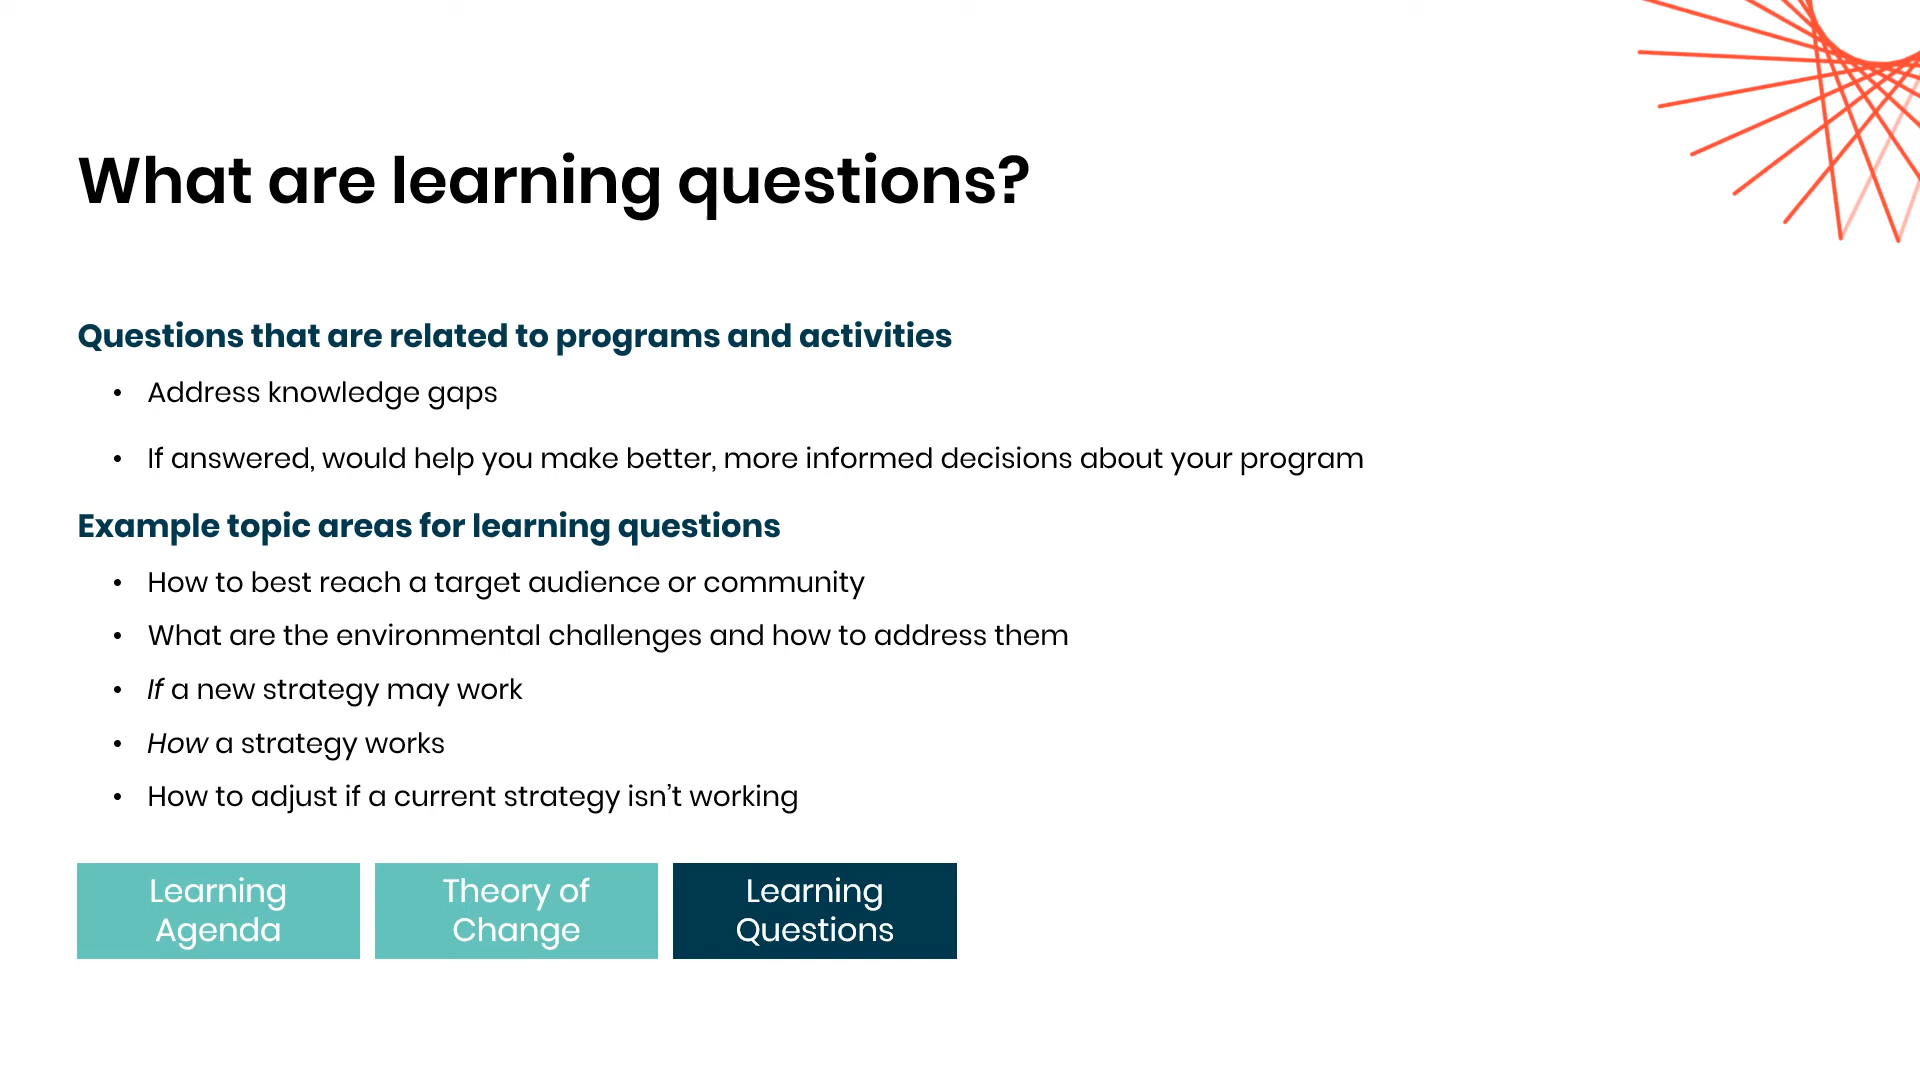 What are learning questions?
Questions that are related to programs and activities
• Address knowledge gaps
• If answered, would help you make better, more informed decisions about your program
Example topic areas for learning questions
• How to best reach a target audience or community
• What are the environmental challenges and how to address them
• If a new strategy may work
• How a strategy works
• How to adjust if a current strategy isn’t working
Learning
Agenda
Theory of
Change
Learning
Questions